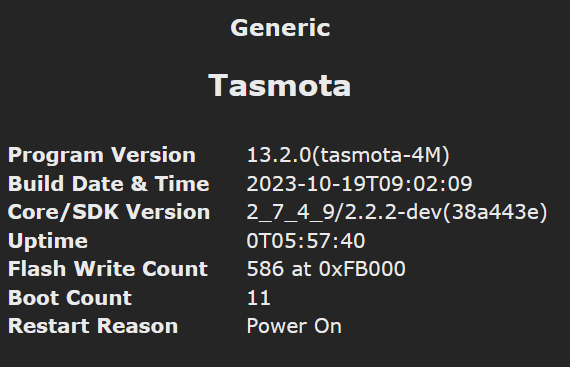 Generic
Tasmota
Program Version 13.2.0(tasmota-4M)
Build Date & Time 2023-10-19T09:02:09
Core/SDK Version 2_7_4_9/2.2.2-dev(38a443e)
Uptime 0T05:57:40
Flash Write Count 586 at 0xFB000
Boot Count 11
Restart Reason Power On